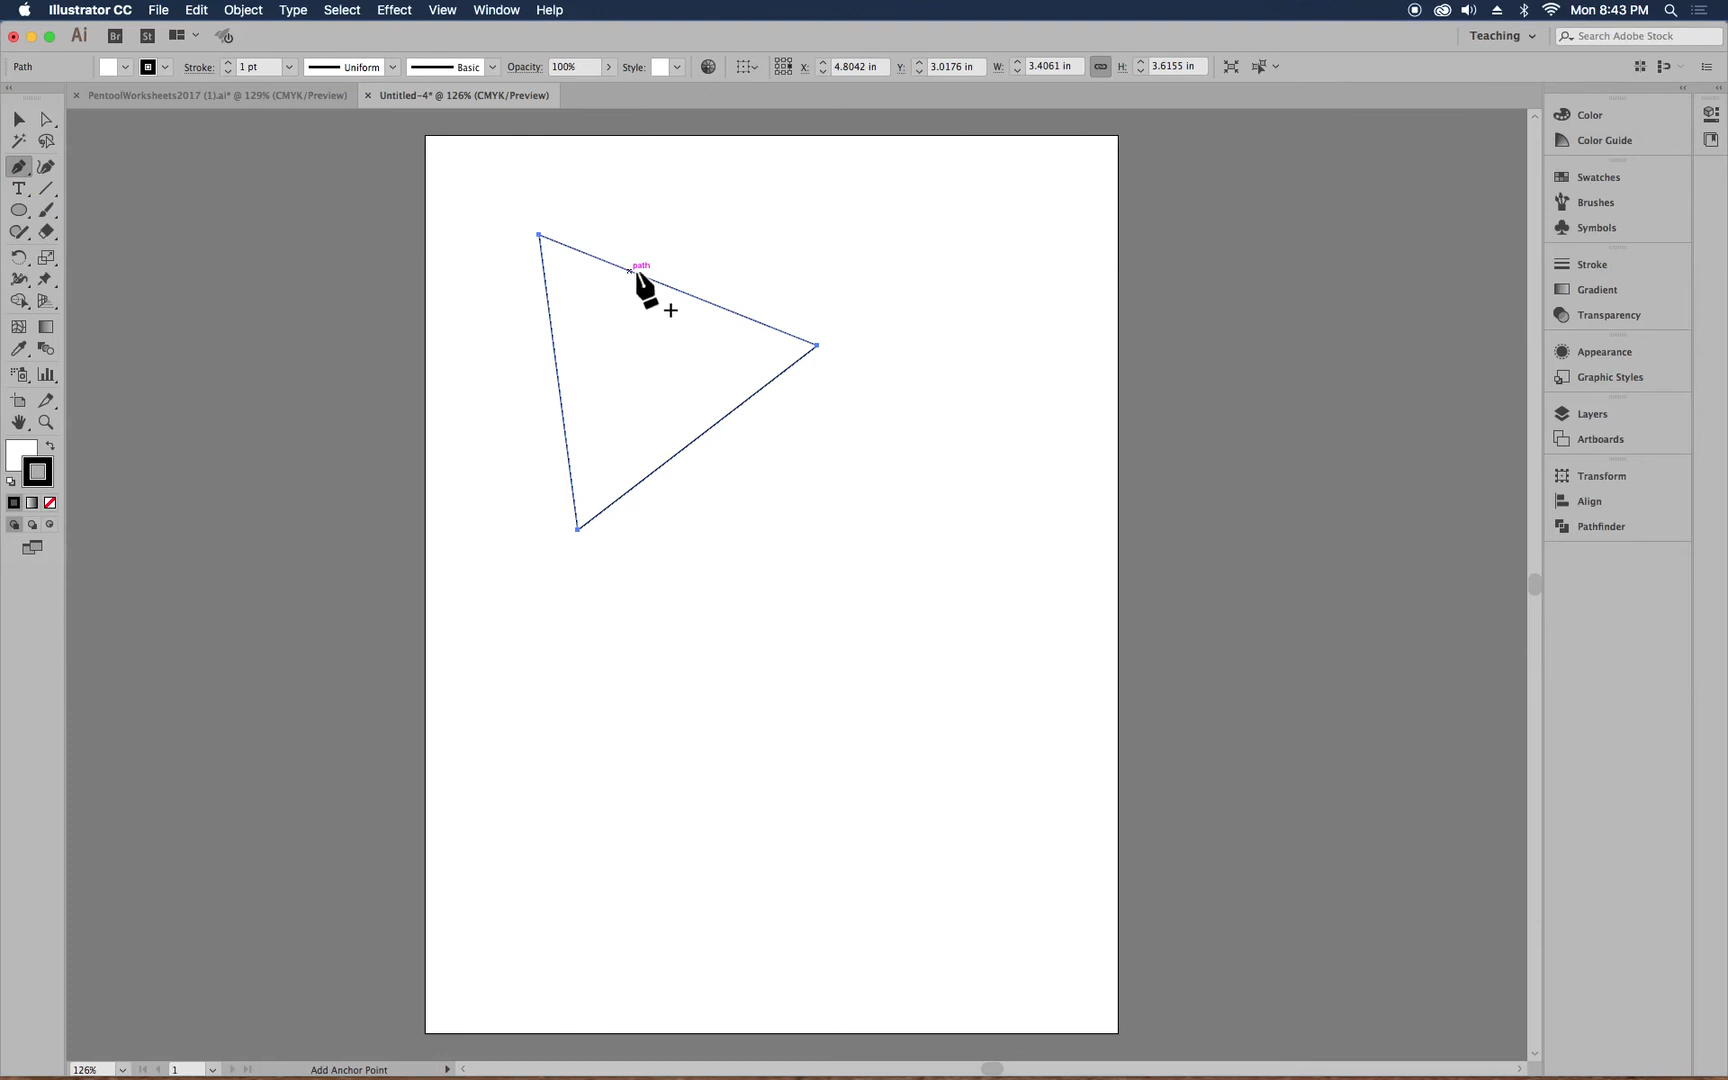 Illustrator CC File Edit Object Type Select Effect View Window Help Mon 8:43 PM
Ai Br St Teaching Search Adobe Stock
Path Stroke: 1 pt Uniform Basic Opacity: 100% Style: X: 4.8042 in Y: 3.0176 in W: 3.4061 in H: 3.6155 in
× PentoolWorksheets2017 (1).ai* @ 129% (CMYK/Preview) × Untitled-4* @ 126% (CMYK/Preview)
Color
Color Guide
Swatches
Brushes
Symbols
path
Stroke
Gradient
Transparency
Appearance
Graphic Styles
Layers
Artboards
Transform
Align
Pathfinder
126% 1 Add Anchor Point